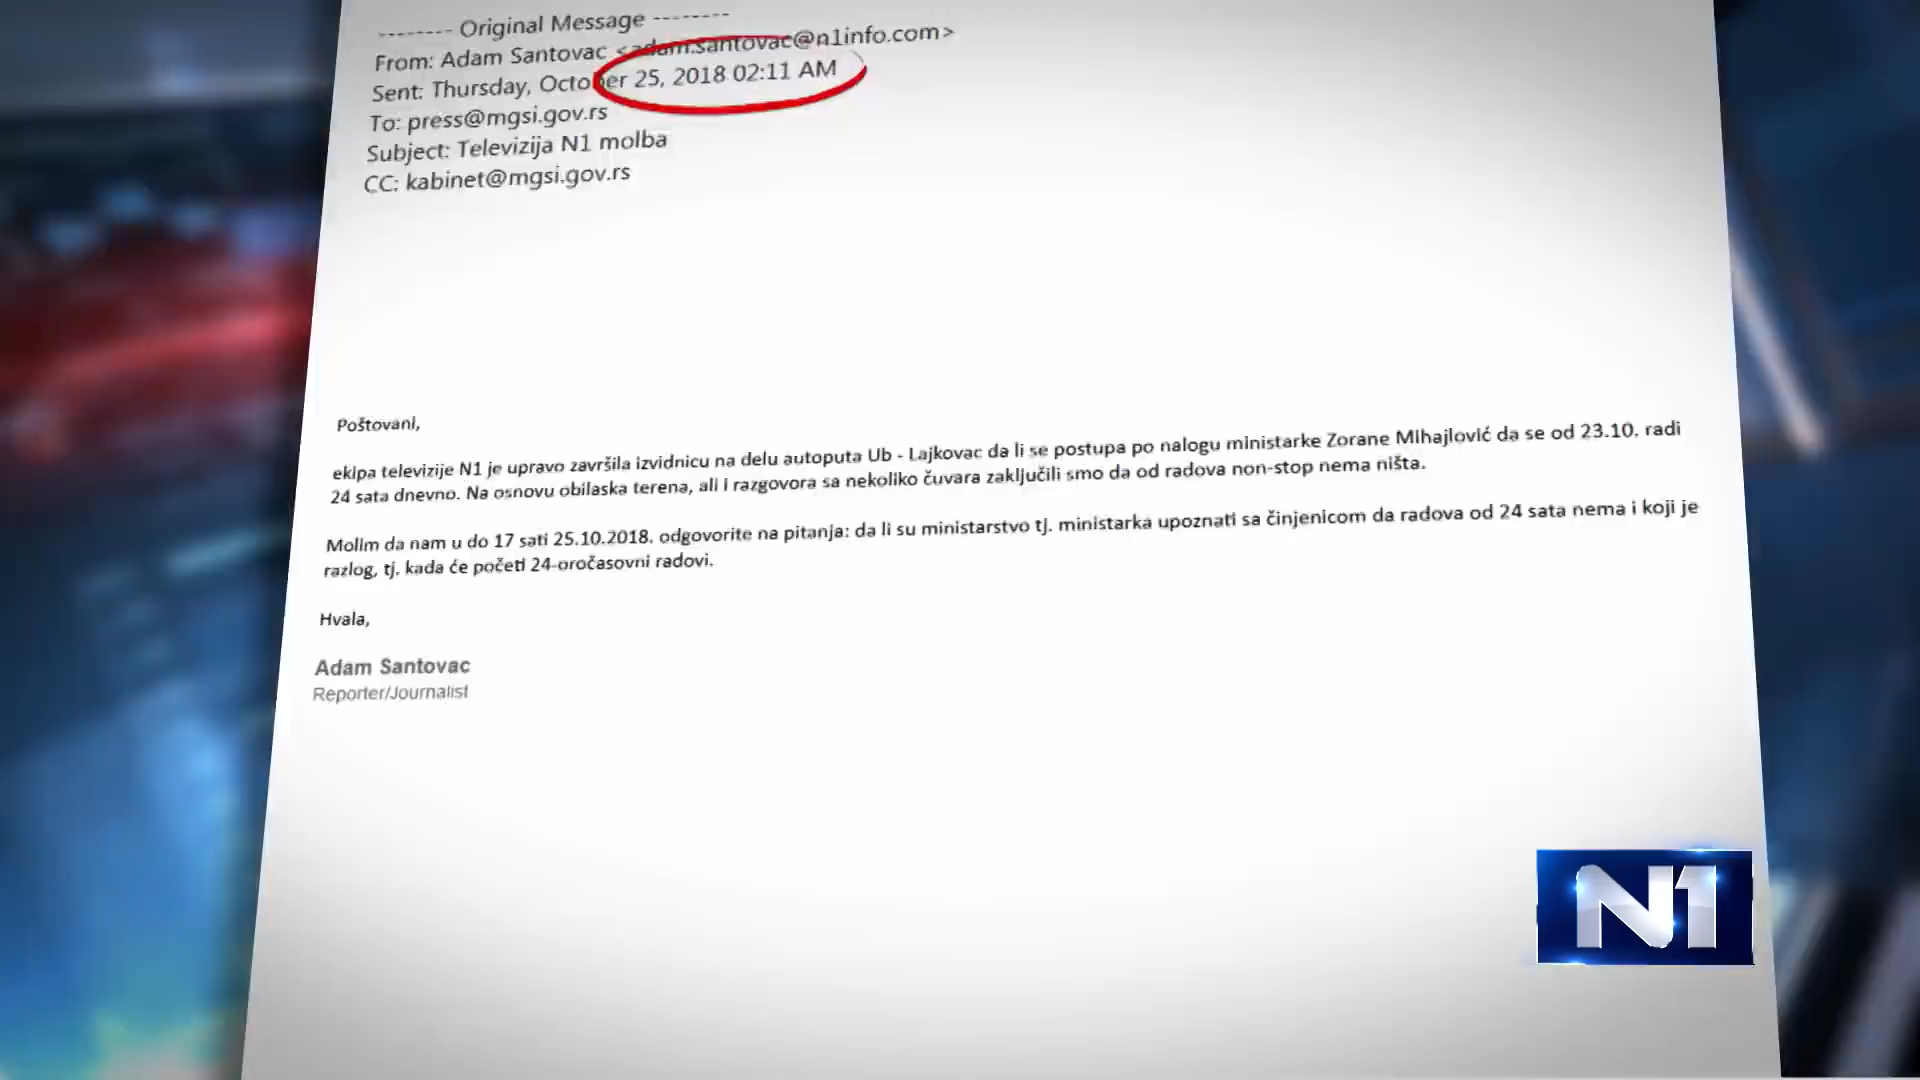 -------- Original Message --------
From: Adam Santovac <adam.santovac@n1info.com>
Sent: Thursday, October 25, 2018 02:11 AM
To: press@mgsi.gov.rs
Subject: Televizija N1 molba
CC: kabinet@mgsi.gov.rs
Poštovani,
ekipa televizije N1 je upravo završila izvidnicu na delu autoputa Ub - Lajkovac da li se postupa po nalogu ministarke Zorane Mihajlović da se od 23.10. radi
24 sata dnevno. Na osnovu obilaska terena, ali i razgovora sa nekoliko čuvara zaključili smo da od radova non-stop nema ništa.
Molim da nam u do 17 sati 25.10.2018. odgovorite na pitanja: da li su ministarstvo tj. ministarka upoznati sa činjenicom da radova od 24 sata nema i koji je
razlog, tj. kada će početi 24-oročasovni radovi.
Hvala,
Adam Santovac
Reporter/Journalist
N1